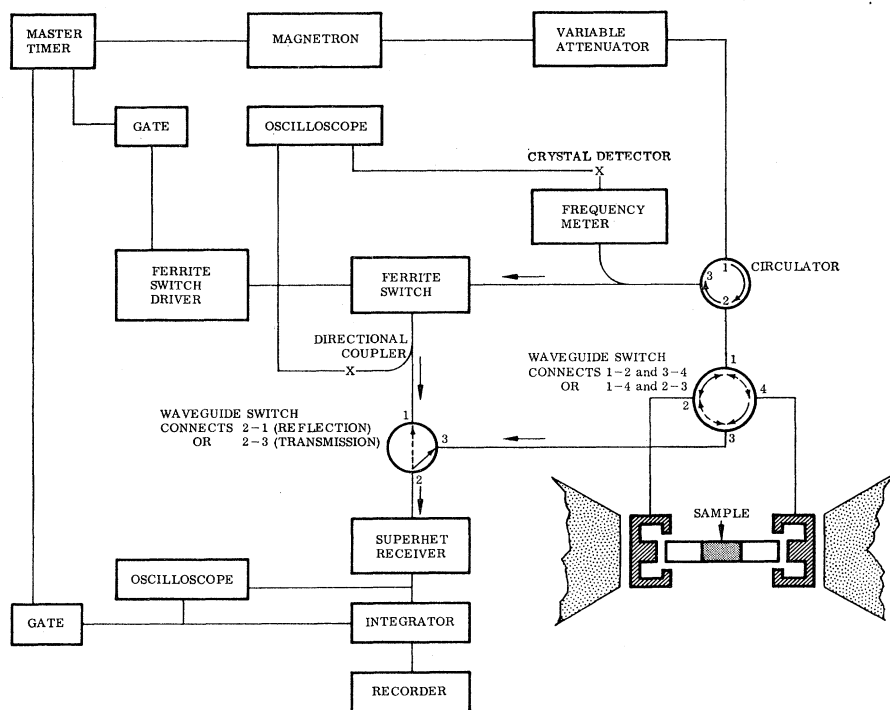 MASTER
TIMER
MAGNETRON
VARIABLE
ATTENUATOR
GATE
OSCILLOSCOPE
CRYSTAL DETECTOR
X
FREQUENCY
METER
FERRITE
SWITCH
DRIVER
FERRITE
SWITCH
3
1
2
CIRCULATOR
DIRECTIONAL
COUPLER
X
WAVEGUIDE SWITCH
CONNECTS 1-2 and 3-4
OR 1-4 and 2-3
1
2
4
3
WAVEGUIDE SWITCH
CONNECTS 2-1 (REFLECTION)
OR 2-3 (TRANSMISSION)
1
3
2
SAMPLE
SUPERHET
RECEIVER
OSCILLOSCOPE
GATE
INTEGRATOR
RECORDER